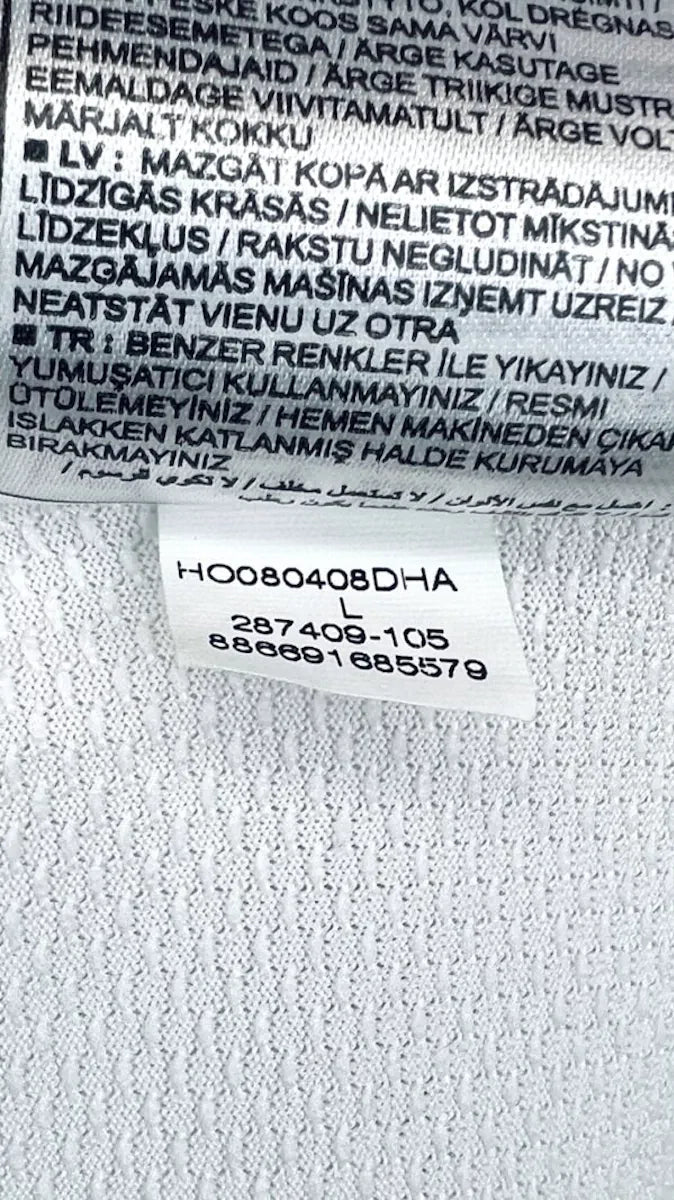 KOOS SAMA VÄRVI
RIIDEESEMETEGA / ÄRGE KASUTAGE
PEHMENDAJAID / ÄRGE TRIIKIGE MUSTR
EEMALDAGE VIIVITAMATULT / ÄRGE VOLT
MÄRJALT KOKKU
LV : MAZGĀT KOPĀ AR IZSTRĀDĀJUMI
LĪDZĪGĀS KRĀSĀS / NELIETOT MĪKSTINĀ
LĪDZEKĻUS / RAKSTU NEGLUDINĀT / NO
MAZGĀJAMĀS MAŠĪNAS IZŅEMT UZREIZ /
NEATSTĀT VIENU UZ OTRA
TR : BENZER RENKLER İLE YIKAYINIZ /
YUMUŞATICI KULLANMAYINIZ / RESMI
ÜTÜLEMEYİNİZ / HEMEN MAKİNEDEN ÇIKAR
ISLAKKEN KATLANMIŞ HALDE KURUMAYA
BIRAKMAYINIZ
HO080408DHA
L
287409-105
886691685579